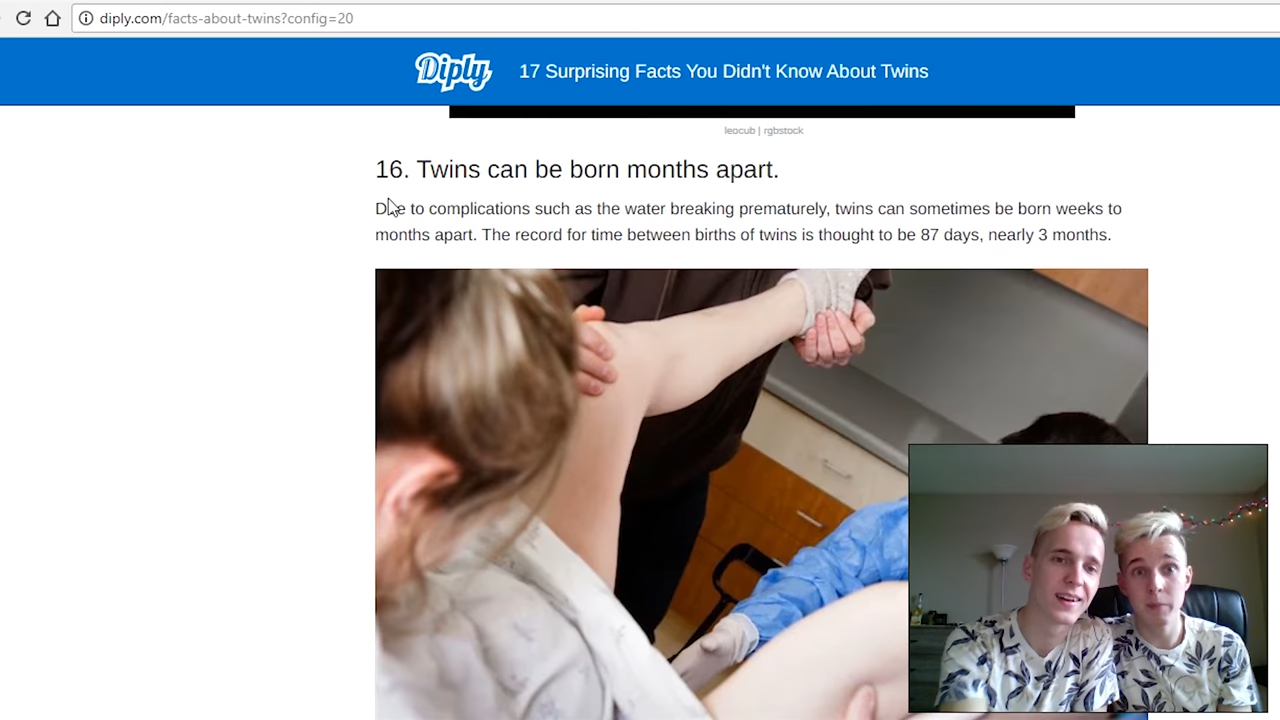 diply.com/facts-about-twins?config=20
Diply
17 Surprising Facts You Didn't Know About Twins
leocub | rgbstock
16. Twins can be born months apart.
Due to complications such as the water breaking prematurely, twins can sometimes be born weeks to
months apart. The record for time between births of twins is thought to be 87 days, nearly 3 months.